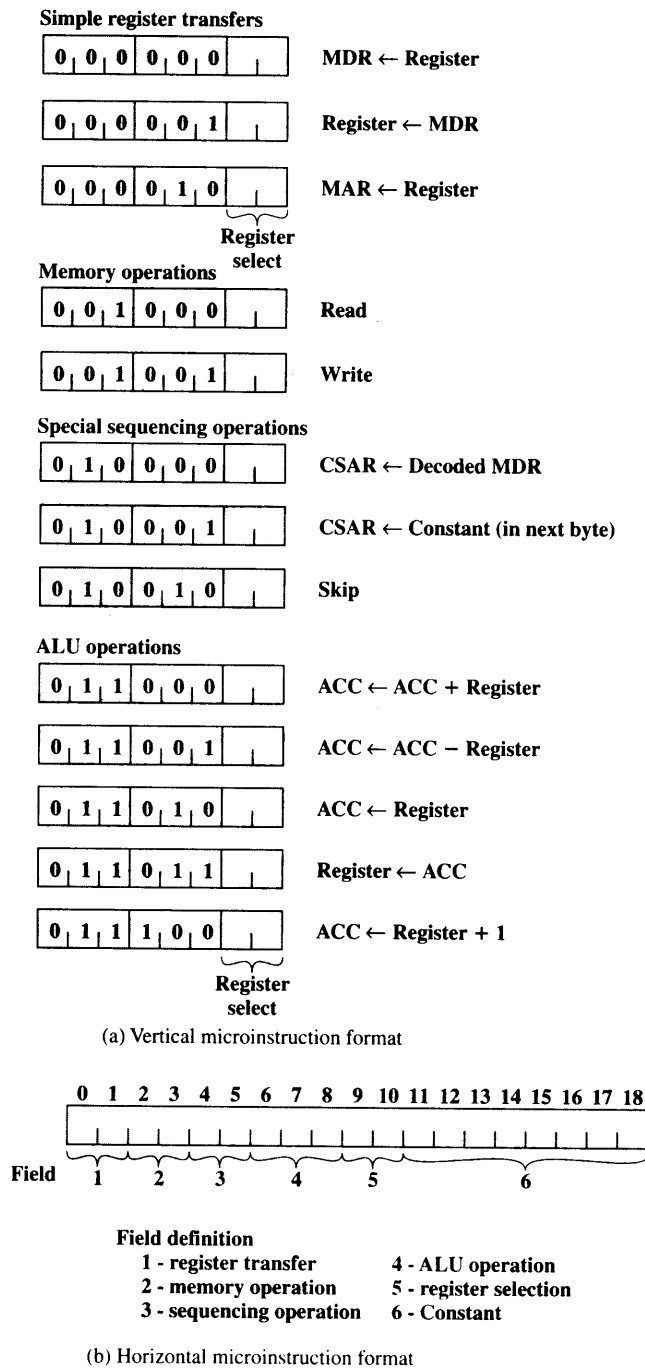 Simple register transfers
0 0 0 0 0 0 MDR ← Register
0 0 0 0 0 1 Register ← MDR
0 0 0 0 1 0 MAR ← Register
Register
select
Memory operations
0 0 1 0 0 0 Read
0 0 1 0 0 1 Write
Special sequencing operations
0 1 0 0 0 0 CSAR ← Decoded MDR
0 1 0 0 0 1 CSAR ← Constant (in next byte)
0 1 0 0 1 0 Skip
ALU operations
0 1 1 0 0 0 ACC ← ACC + Register
0 1 1 0 0 1 ACC ← ACC − Register
0 1 1 0 1 0 ACC ← Register
0 1 1 0 1 1 Register ← ACC
0 1 1 1 0 0 ACC ← Register + 1
Register
select
(a) Vertical microinstruction format
0 1 2 3 4 5 6 7 8 9 10 11 12 13 14 15 16 17 18
Field 1 2 3 4 5 6
Field definition
1 - register transfer 4 - ALU operation
2 - memory operation 5 - register selection
3 - sequencing operation 6 - Constant
(b) Horizontal microinstruction format